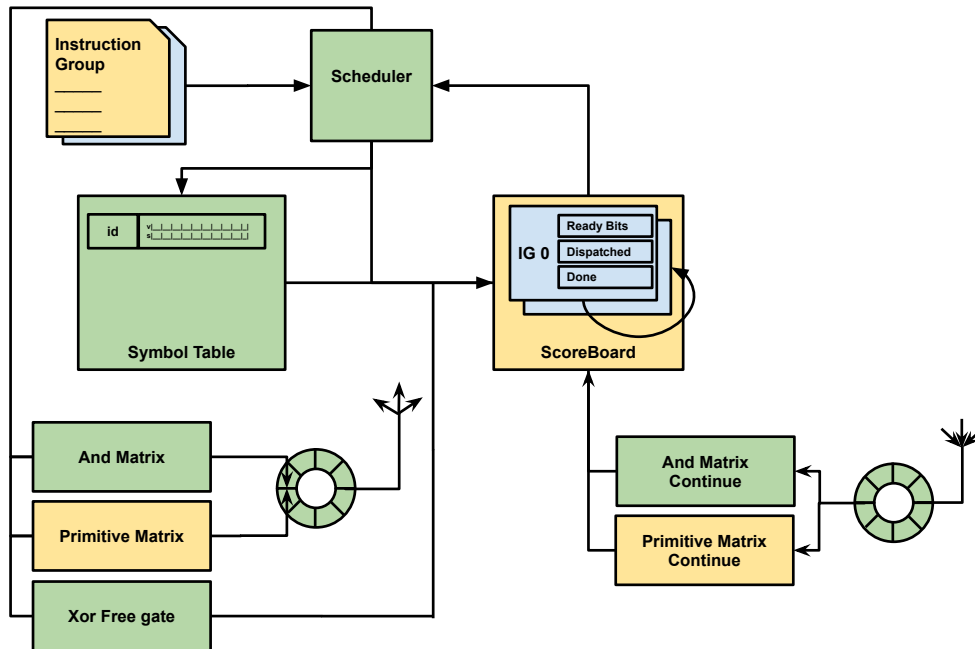 Instruction
Group
Scheduler
id
v
s
Ready Bits
IG 0
Dispatched
Done
Symbol Table
ScoreBoard
And Matrix
And Matrix
Continue
Primitive Matrix
Primitive Matrix
Continue
Xor Free gate